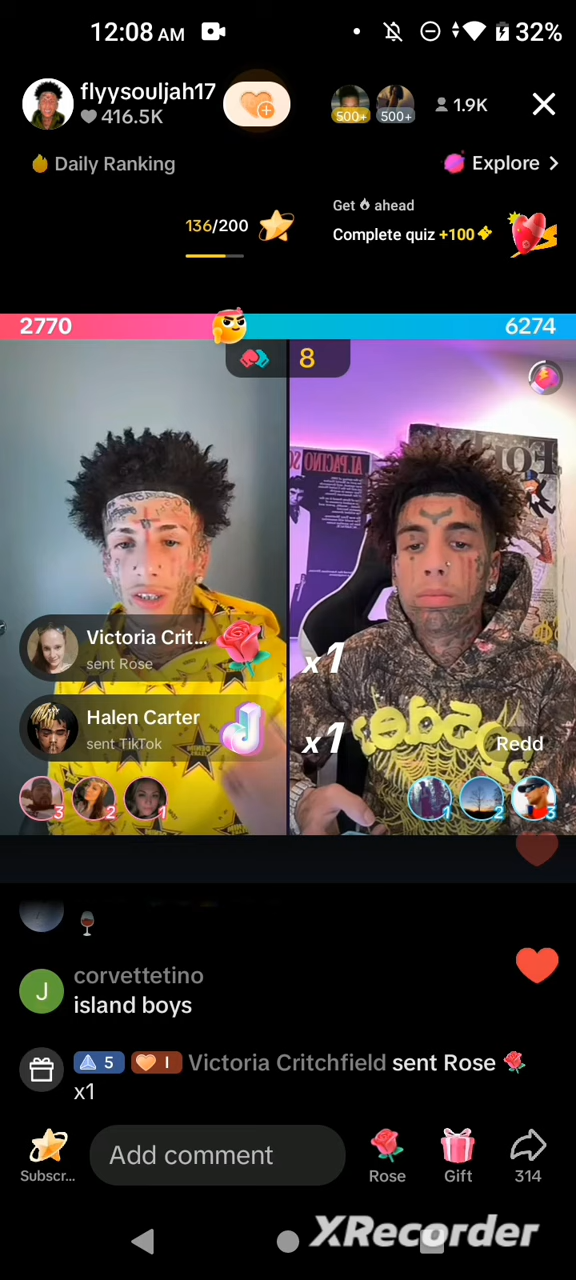 12:08 AM
32%
flyysouljah17
416.5K
500+
500+
1.9K
Daily Ranking
Explore >
136/200
Get ahead
Complete quiz +100
2770
6274
8
AL PACINO
Victoria Crit...
sent Rose
x1
Halen Carter
sent TikTok
x1
Redd
3
2
1
1
2
3
corvettetino
J
island boys
5
I
Victoria Critchfield sent Rose
x1
Subscr...
Add comment
Rose
Gift
314
XRecorder